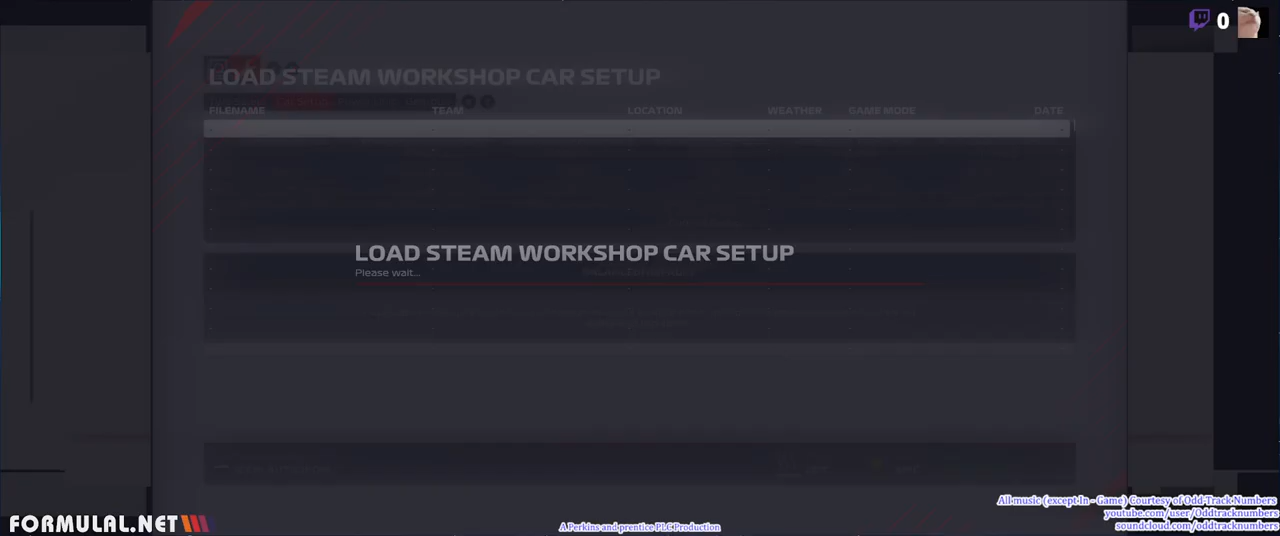 0
LOAD STEAM WORKSHOP CAR SETUP
Car Setup
FILENAME TEAM LOCATION WEATHER GAME MODE DATE
LOAD STEAM WORKSHOP CAR SETUP
Please wait...
All music (except In - Game) Courtesy of Odd Track Numbers
youtube.com/user/Oddtracknumbers
soundcloud.com/oddtracknumbers
FORMULAL.NET
A Perkins and prentice PLC Production